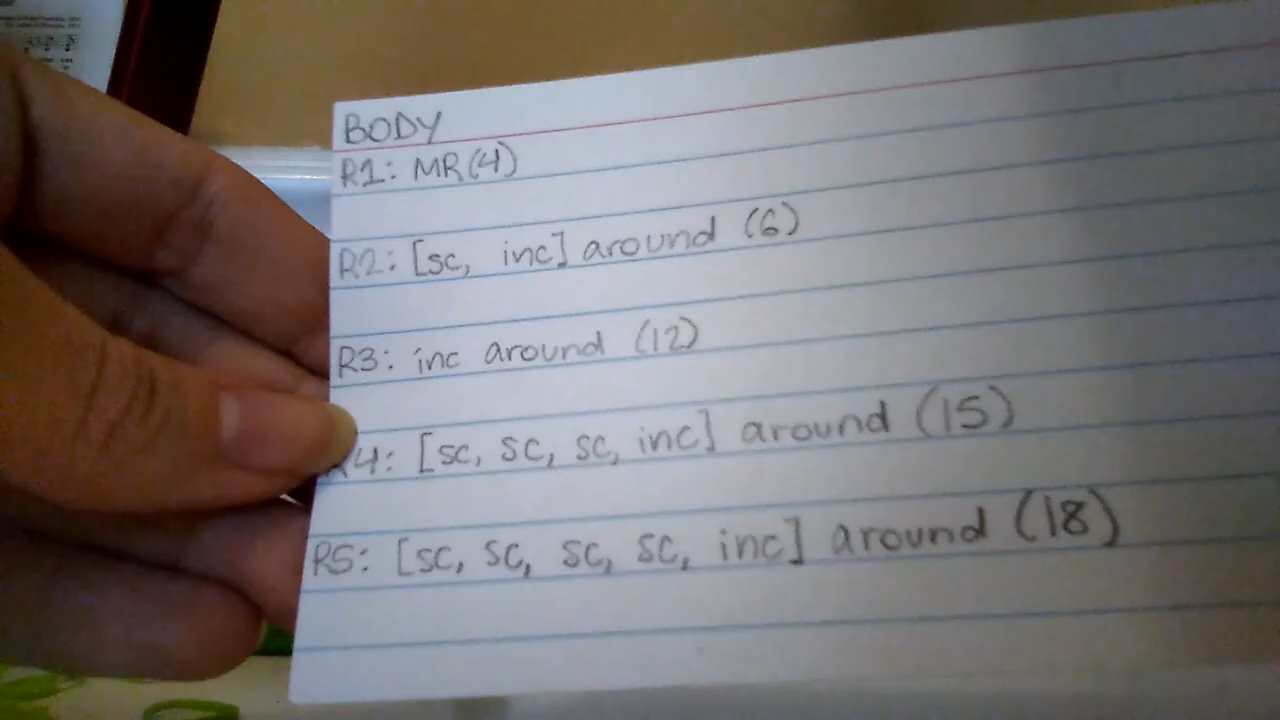 BODY
R1: MR(4)
R2: [sc, inc] around (6)
R3: inc around (12)
R4: [sc, sc, sc, inc] around (15)
R5: [sc, sc, sc, sc, inc] around (18)